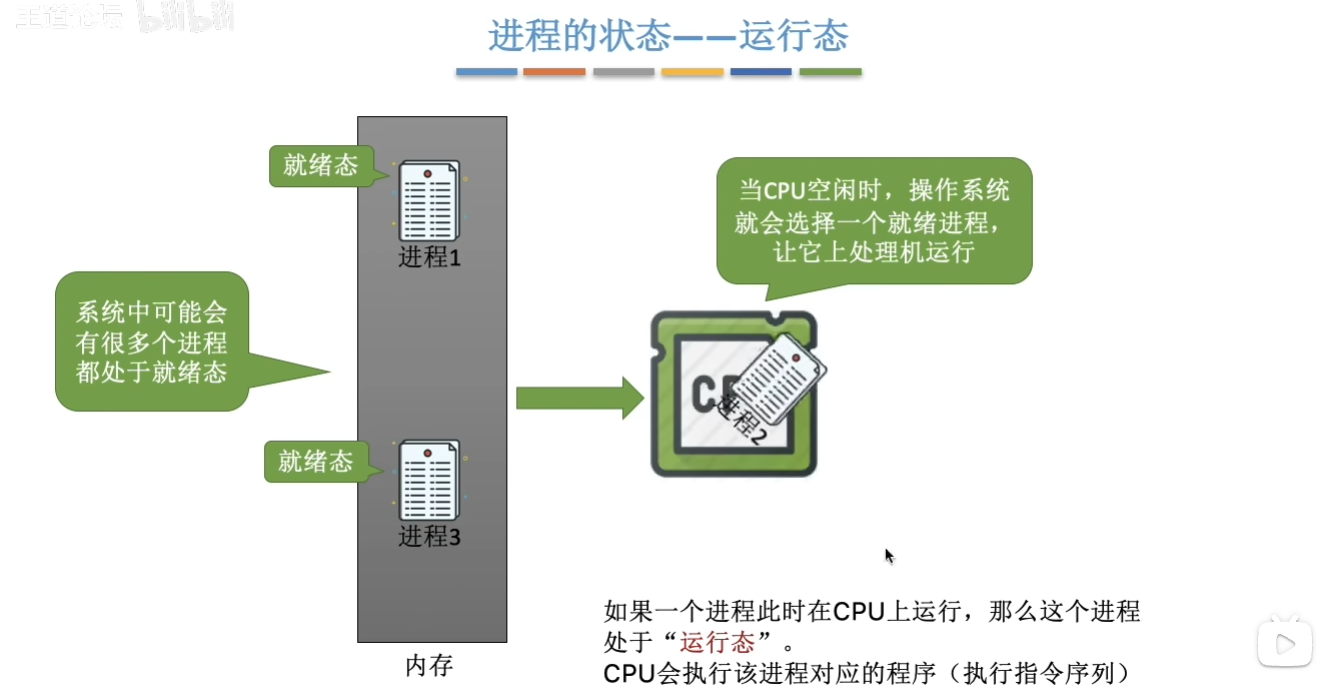 王道论坛 bilibili
进程的状态——运行态
就绪态
进程1
系统中可能会
有很多个进程
都处于就绪态
就绪态
进程3
内存
当CPU空闲时，操作系统
就会选择一个就绪进程，
让它上处理机运行
进程2
如果一个进程此时在CPU上运行，那么这个进程
处于“运行态”。
CPU会执行该进程对应的程序（执行指令序列）